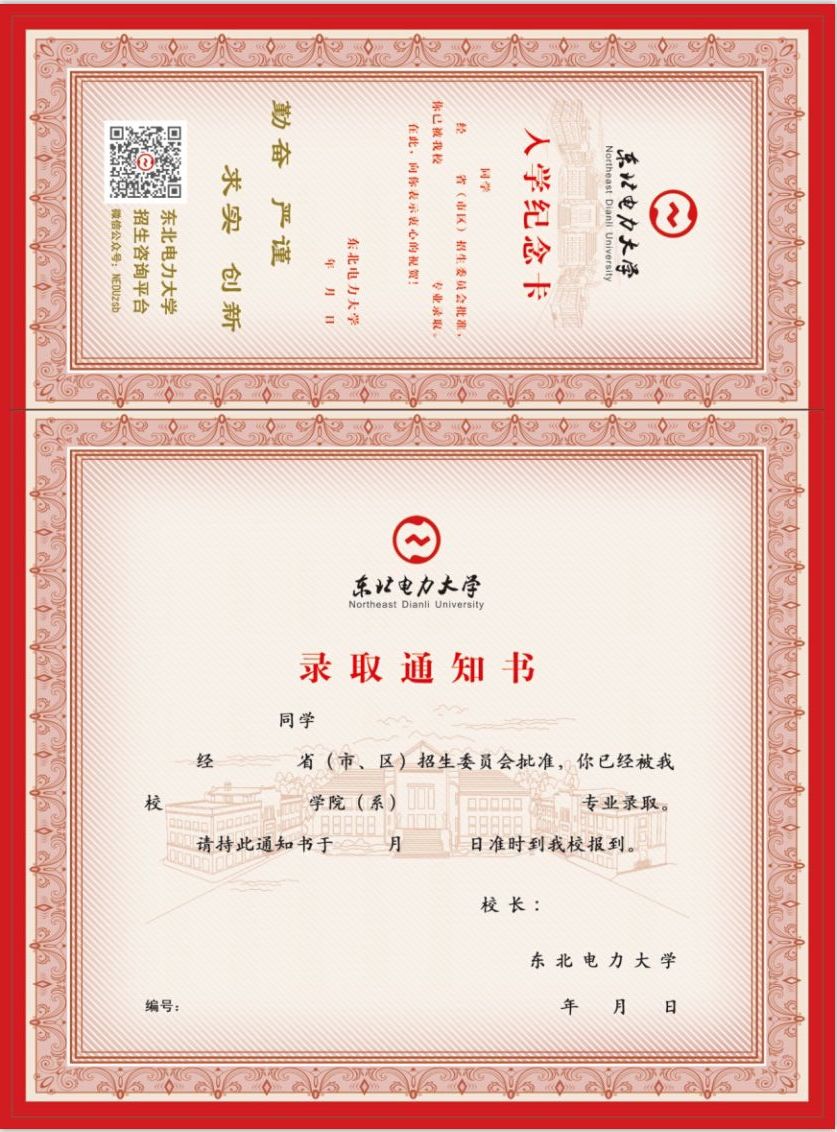 东北电力大学
Northeast Dianli University
入学纪念卡
同学
经 省（市区）招生委员会批准，
你已被我校 专业录取。
在此，向你表示衷心的祝贺！
东北电力大学
年 月 日
勤奋 严谨
求实 创新
东北电力大学
招生咨询平台
微信公众号：NEDUzsb
东北电力大学
Northeast Dianli University
录取通知书
同学
经 省（市、区）招生委员会批准，你已经被我
校 学院（系） 专业录取。
请持此通知书于 月 日准时到我校报到。
校长：
东北电力大学
编号： 年 月 日